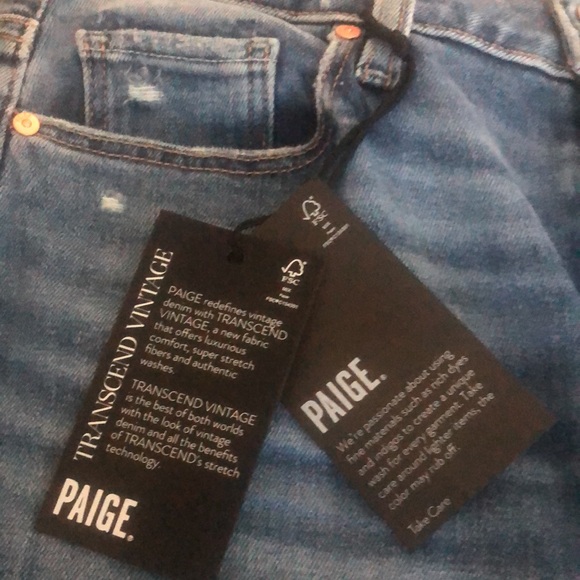 TRANSCEND VINTAGE
FSC
MIX
PAIGE redefines vintage
denim with TRANSCEND
VINTAGE, a new fabric
that offers luxurious
comfort, super stretch
fibers and authentic
washes.
TRANSCEND VINTAGE
is the best of both worlds
with the look of vintage
denim and all the benefits
of TRANSCEND's stretch
technology.
PAIGE.
FSC
MIX
PAIGE.
We're passionate about using
fine materials such as rich dyes
and indigos to create a unique
wash for every garment. Take
care around lighter items, the
color may rub off.
Take Care